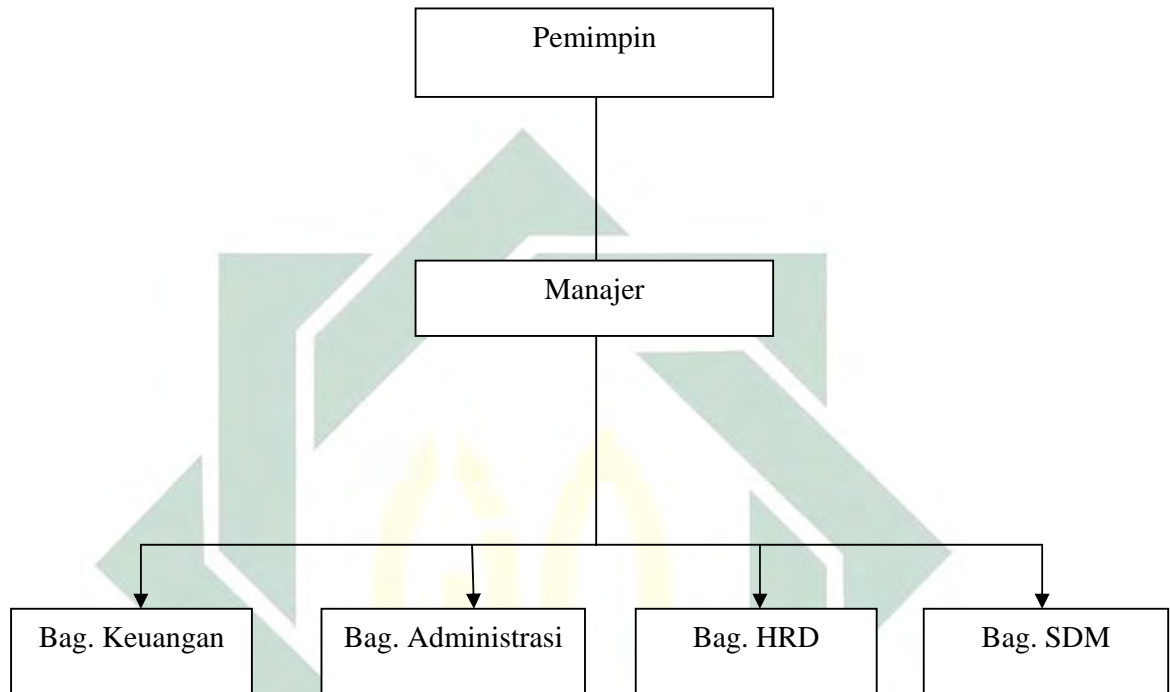 Pemimpin
Manajer
Bag. Keuangan
Bag. Administrasi
Bag. HRD
Bag. SDM